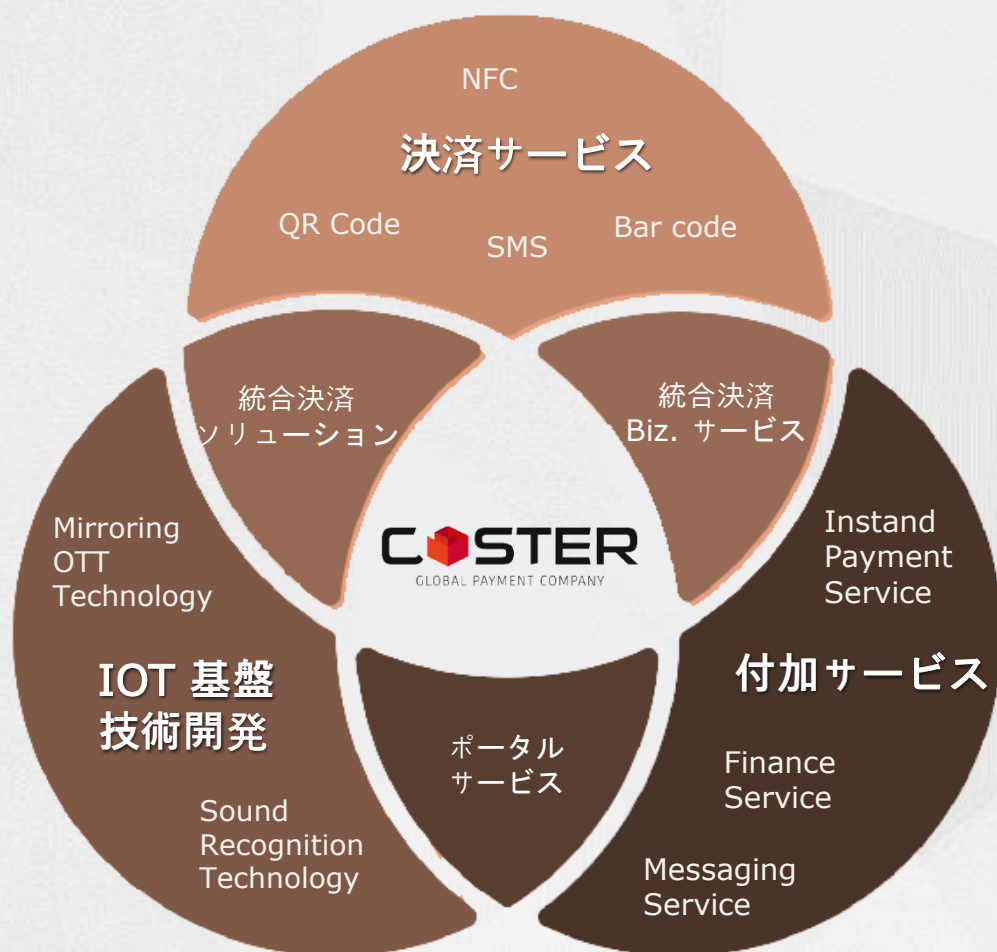 NFC
決済サービス
QR Code
SMS
Bar code
統合決済
ソリューション
統合決済
Biz. サービス
Mirroring
OTT
Technology
COSTER
GLOBAL PAYMENT COMPANY
Instand
Payment
Service
IOT 基盤
技術開発
付加サービス
ポータル
サービス
Finance
Service
Sound
Recognition
Technology
Messaging
Service